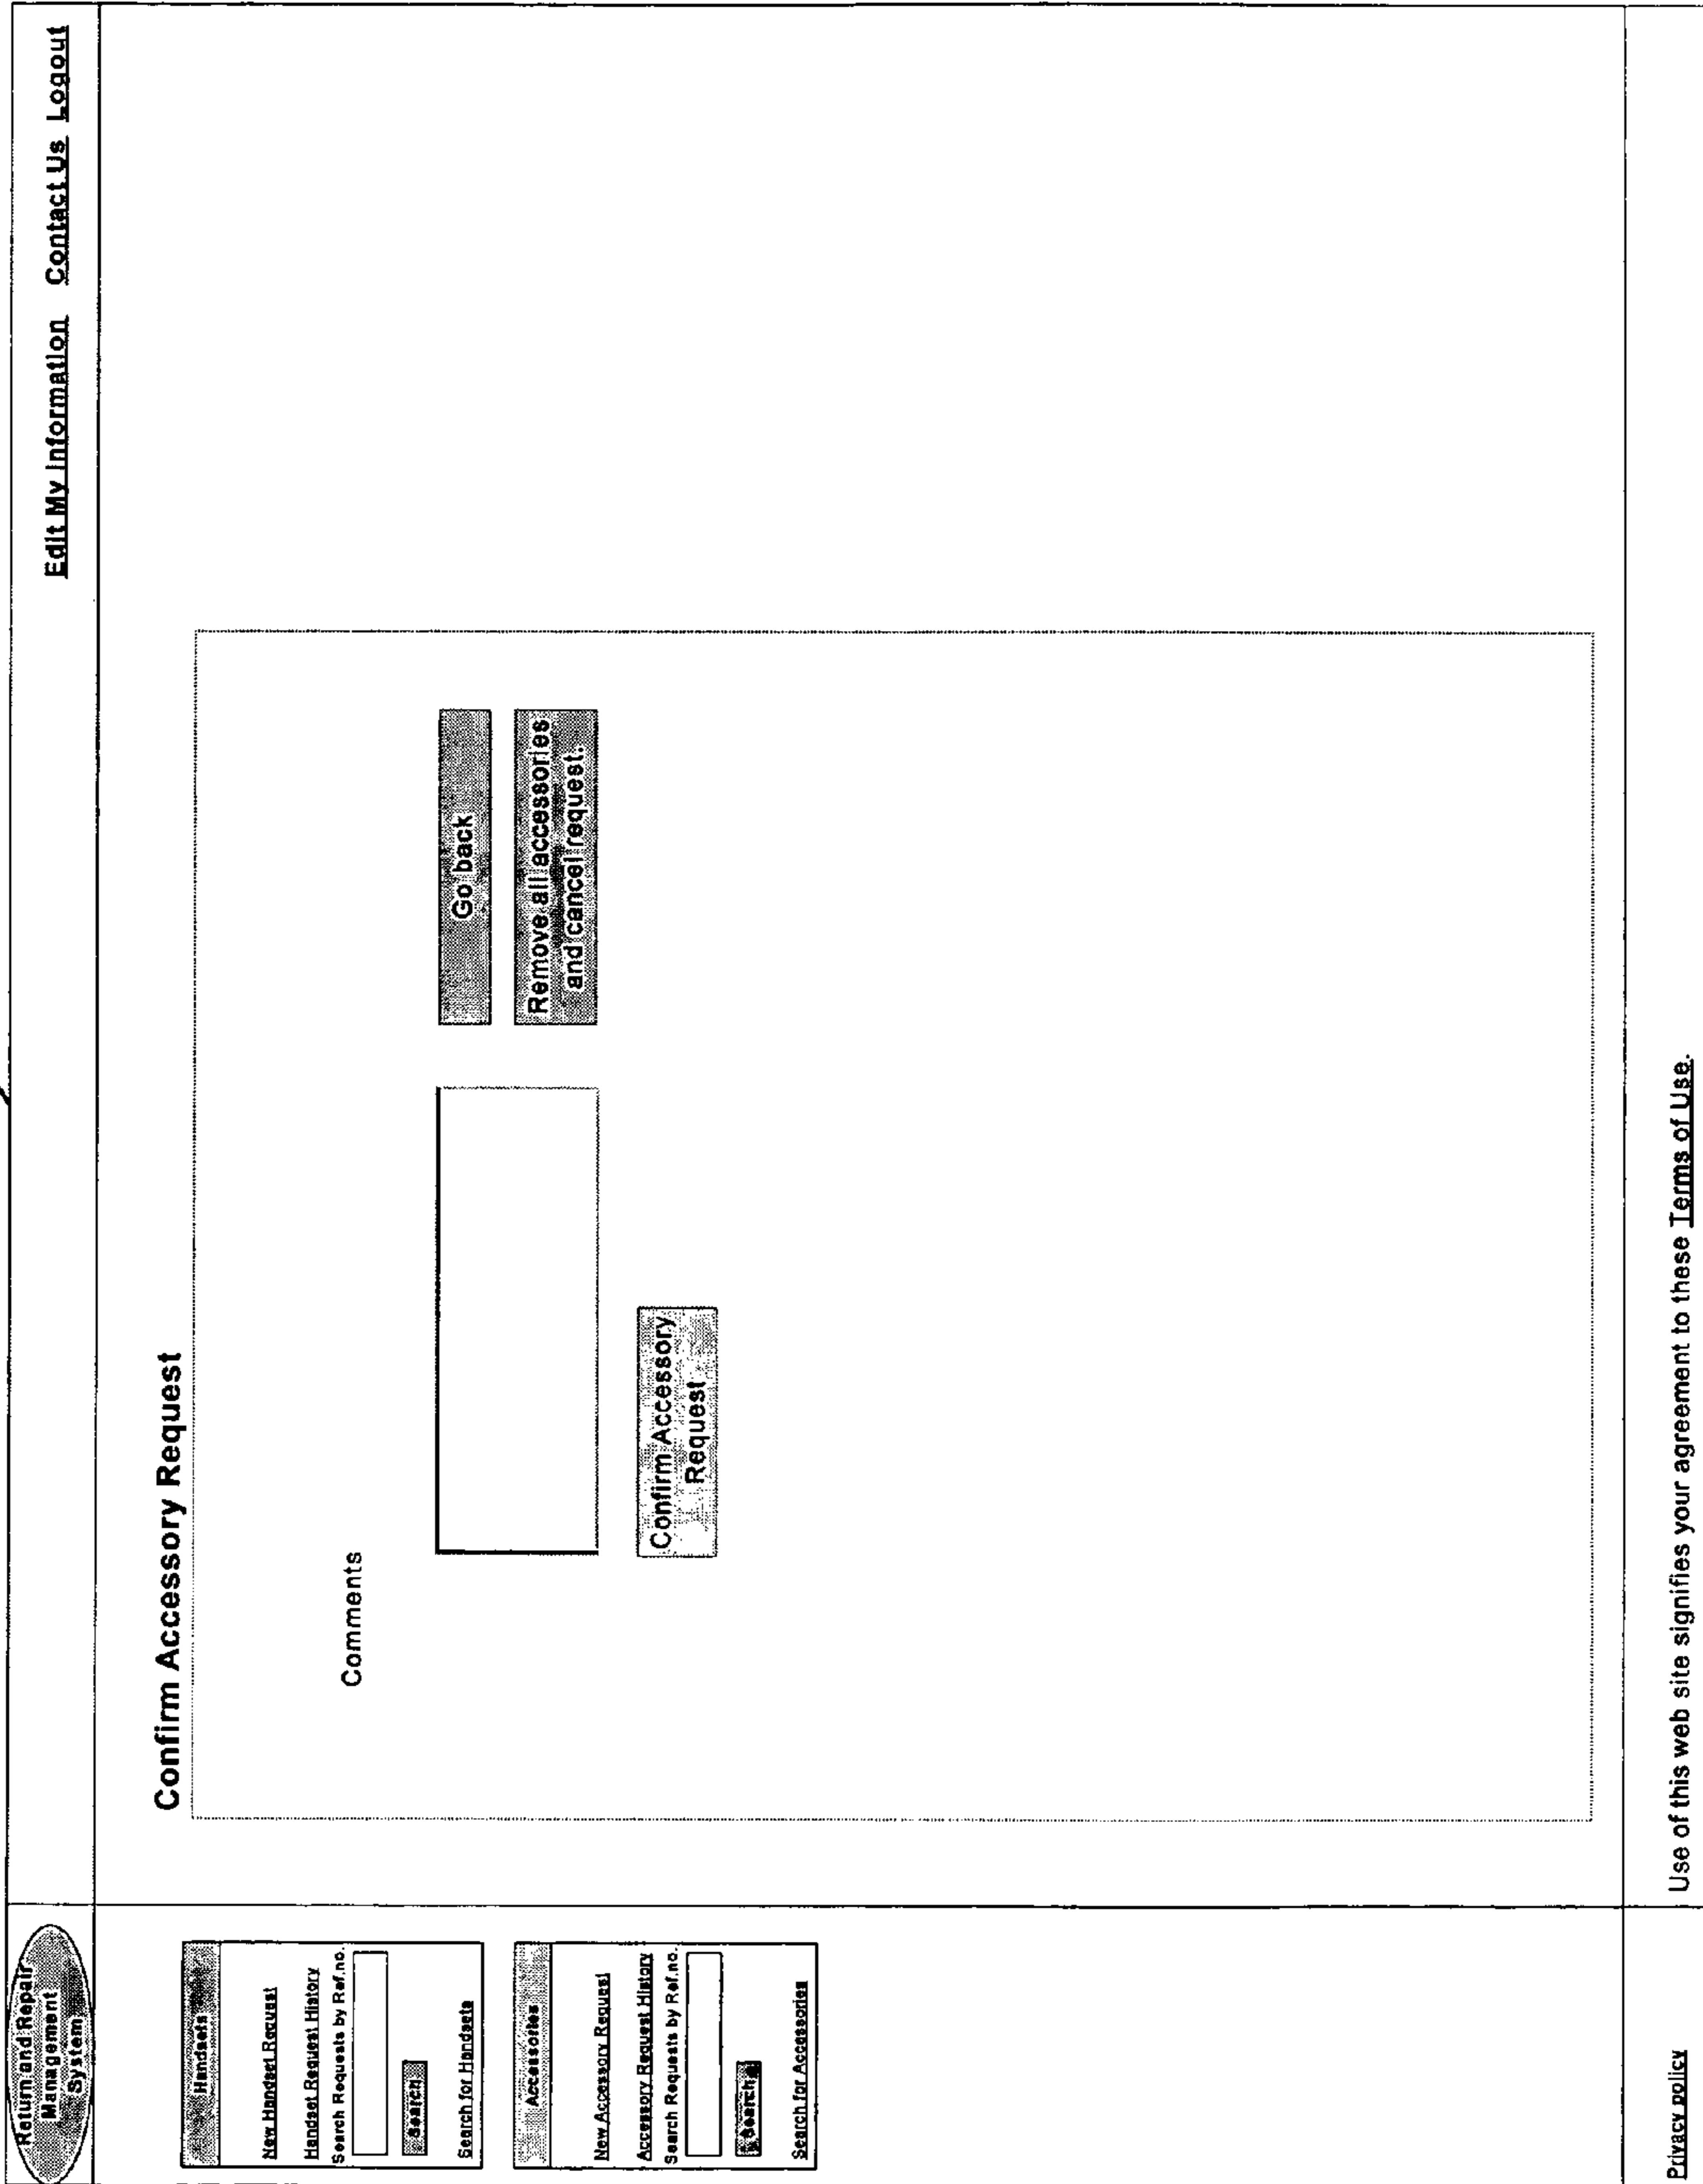 Return and Repair
Management
System
Edit My Information Contact Us Logout
Handsets
New Handset Request
Handset Request History
Search Requests by Ref.no.
Search
Search for Handsets
Accessories
New Accessory Request
Accessory Request History
Search Requests by Ref.no.
Search
Search for Accessories
Confirm Accessory Request
Comments
Go back
Remove all accessories
and cancel request.
Confirm Accessory
Request
Privacy policy
Use of this web site signifies your agreement to these Terms of Use.